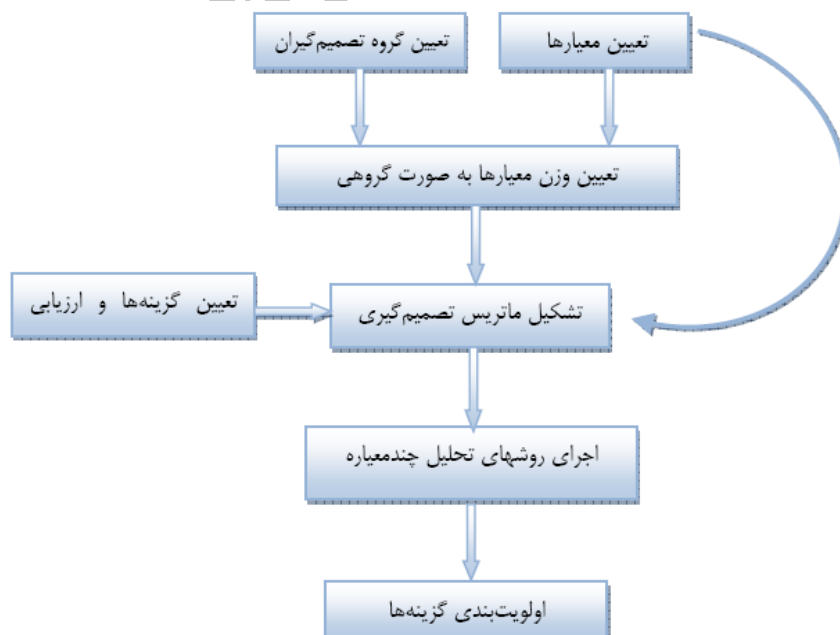 تعیین معیارها
تعیین گروه تصمیم‌گیران
تعیین وزن معیارها به صورت گروهی
تعیین گزینه‌ها و ارزیابی
تشکیل ماتریس تصمیم‌گیری
اجرای روشهای تحلیل چندمعیاره
اولویت‌بندی گزینه‌ها